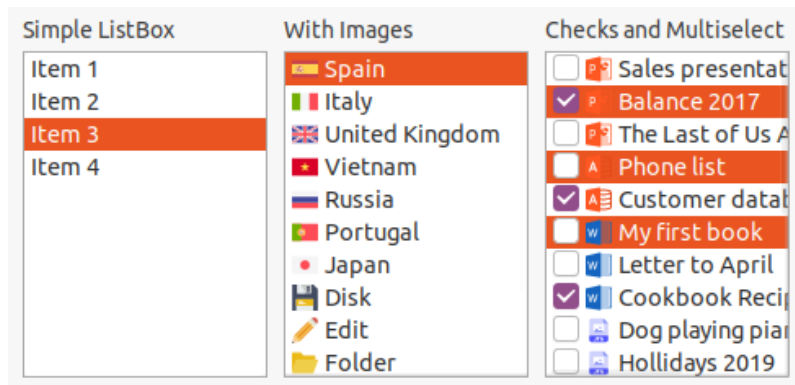 Simple ListBox
Item 1
Item 2
Item 3
Item 4
With Images
Spain
Italy
United Kingdom
Vietnam
Russia
Portugal
Japan
Disk
Edit
Folder
Checks and Multiselect
Sales presentat
Balance 2017
The Last of Us A
Phone list
Customer datab
My first book
Letter to April
Cookbook Recip
Dog playing pian
Hollidays 2019